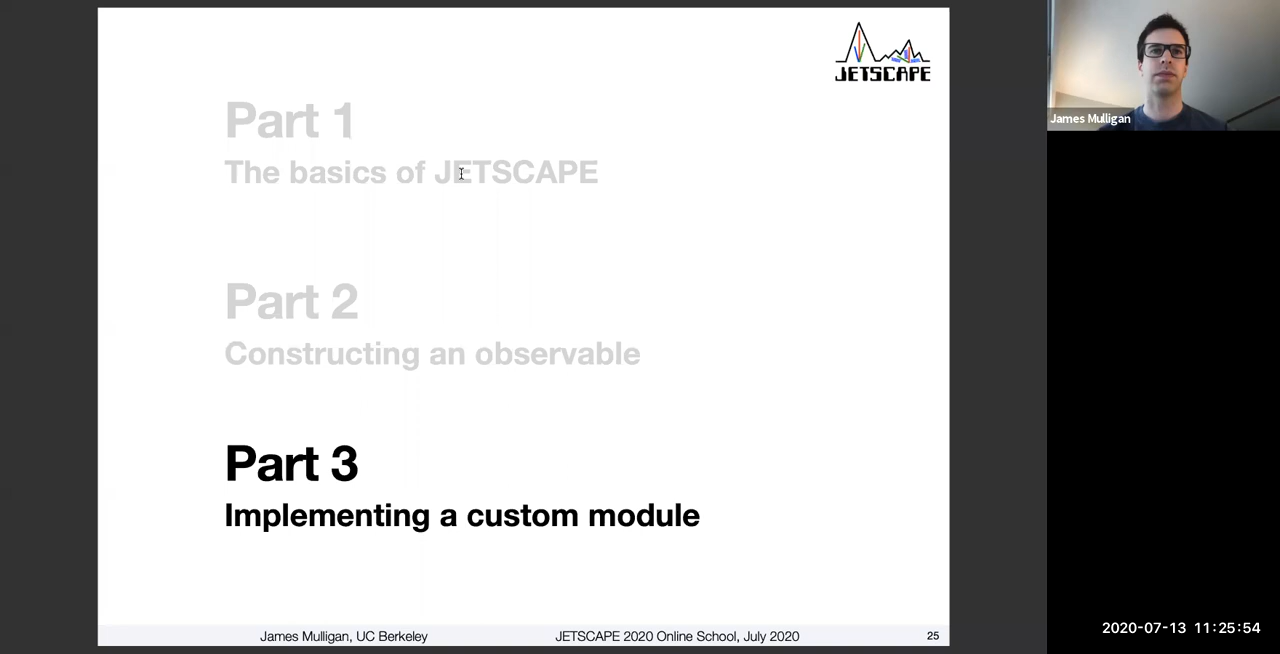 JETSCAPE
Part 1
The basics of JETSCAPE
Part 2
Constructing an observable
Part 3
Implementing a custom module
James Mulligan, UC Berkeley
JETSCAPE 2020 Online School, July 2020
25
James Mulligan
2020-07-13 11:25:54